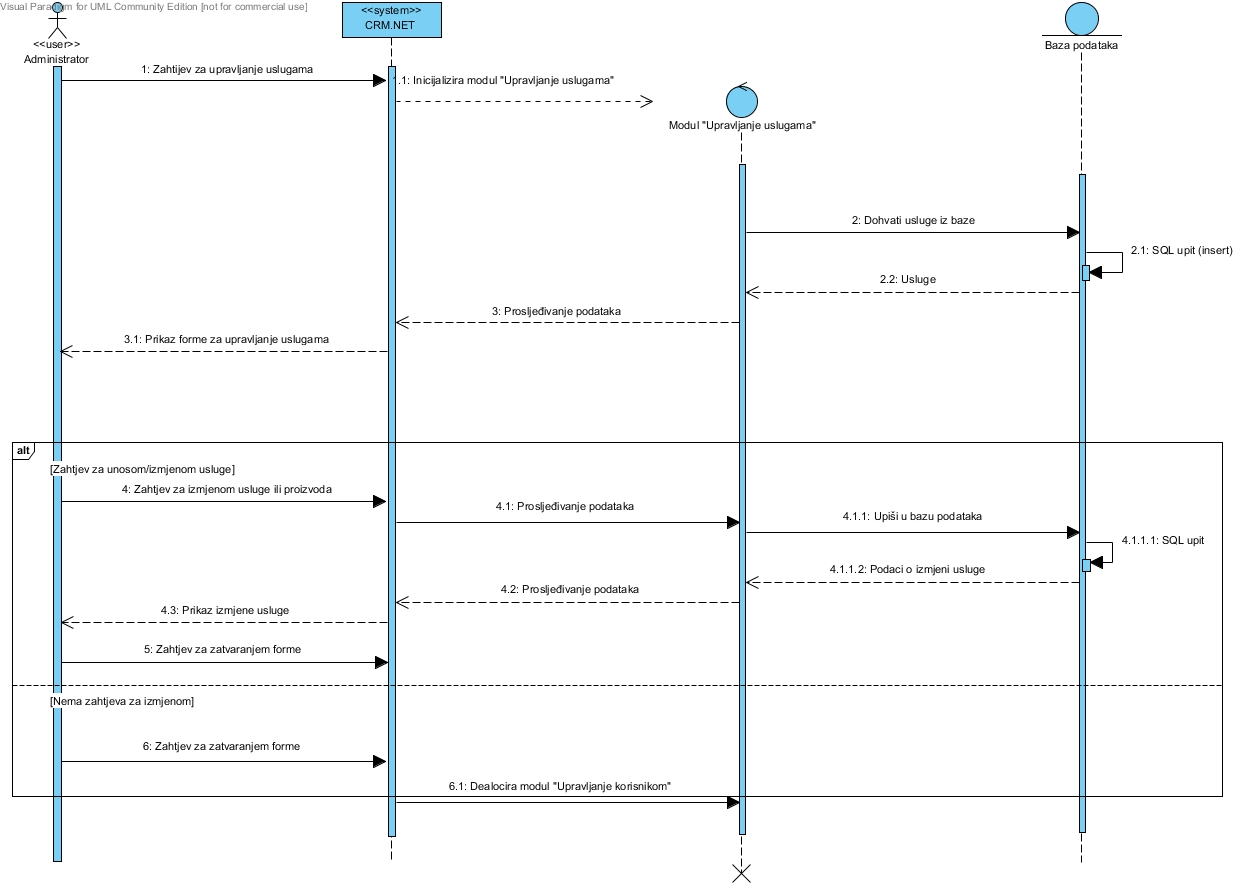 Visual Paradigm for UML Community Edition [not for commercial use]
<<user>>
Administrator
<<system>>
CRM.NET
Baza podataka
1: Zahtijev za upravljanje uslugama
1.1: Inicijalizira modul "Upravljanje uslugama"
Modul "Upravljanje uslugama"
2: Dohvati usluge iz baze
2.1: SQL upit (insert)
2.2: Usluge
3: Prosljeđivanje podataka
3.1: Prikaz forme za upravljanje uslugama
alt
[Zahtjev za unosom/izmjenom usluge]
4: Zahtjev za izmjenom usluge ili proizvoda
4.1: Prosljeđivanje podataka
4.1.1: Upiši u bazu podataka
4.1.1.1: SQL upit
4.1.1.2: Podaci o izmjeni usluge
4.2: Prosljeđivanje podataka
4.3: Prikaz izmjene usluge
5: Zahtjev za zatvaranjem forme
[Nema zahtjeva za izmjenom]
6: Zahtjev za zatvaranjem forme
6.1: Dealocira modul "Upravljanje korisnikom"